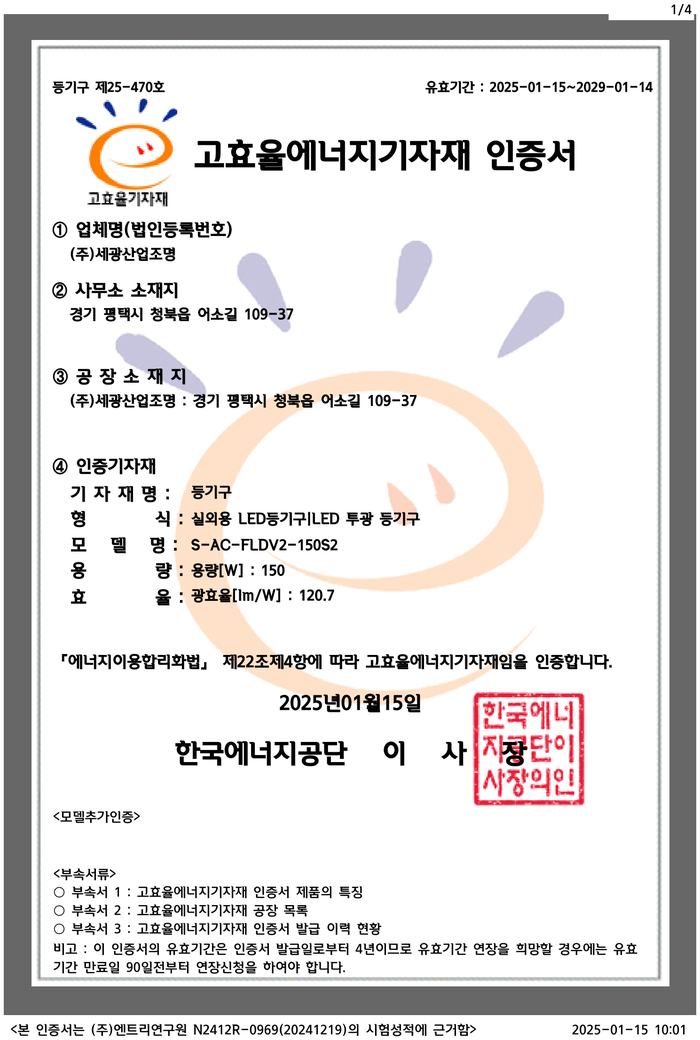 1/4
등기구 제25-470호
유효기간 : 2025-01-15~2029-01-14
고효율에너지기자재 인증서
고효율기자재
① 업체명(법인등록번호)
(주)세광산업조명
② 사무소 소재지
경기 평택시 청북읍 어소길 109-37
③ 공 장 소 재 지
(주)세광산업조명 : 경기 평택시 청북읍 어소길 109-37
④ 인증기자재
기 자 재 명 : 등기구
형 식 : 실외용 LED등기구|LED 투광 등기구
모 델 명 : S-AC-FLDV2-150S2
용 량 : 용량[W] : 150
효 율 : 광효율[lm/W] : 120.7
「에너지이용합리화법」 제22조제4항에 따라 고효율에너지기자재임을 인증합니다.
2025년01월15일
한국에너지공단 이 사 장
한국에너
지공단이
사장의인
<모델추가인증>
<부속서류>
○ 부속서 1 : 고효율에너지기자재 인증서 제품의 특징
○ 부속서 2 : 고효율에너지기자재 공장 목록
○ 부속서 3 : 고효율에너지기자재 인증서 발급 이력 현황
비고 : 이 인증서의 유효기간은 인증서 발급일로부터 4년이므로 유효기간 연장을 희망할 경우에는 유효
기간 만료일 90일전부터 연장신청을 하여야 합니다.
<본 인증서는 (주)엔트리연구원 N2412R-0969(20241219)의 시험성적에 근거함>
2025-01-15 10:01